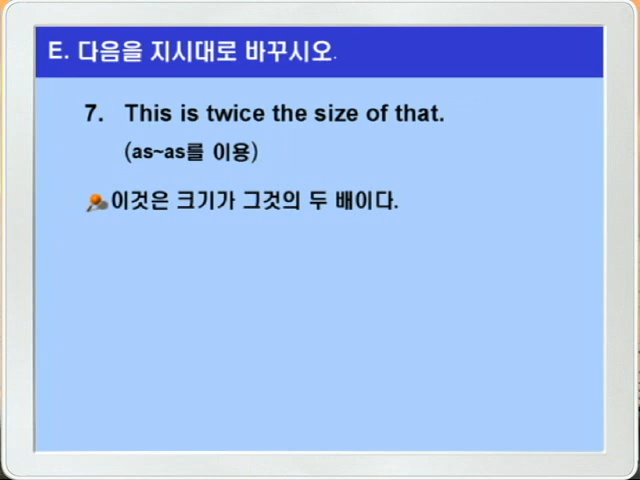 E. 다음을 지시대로 바꾸시오.
7. This is twice the size of that.
(as~as를 이용)
이것은 크기가 그것의 두 배이다.